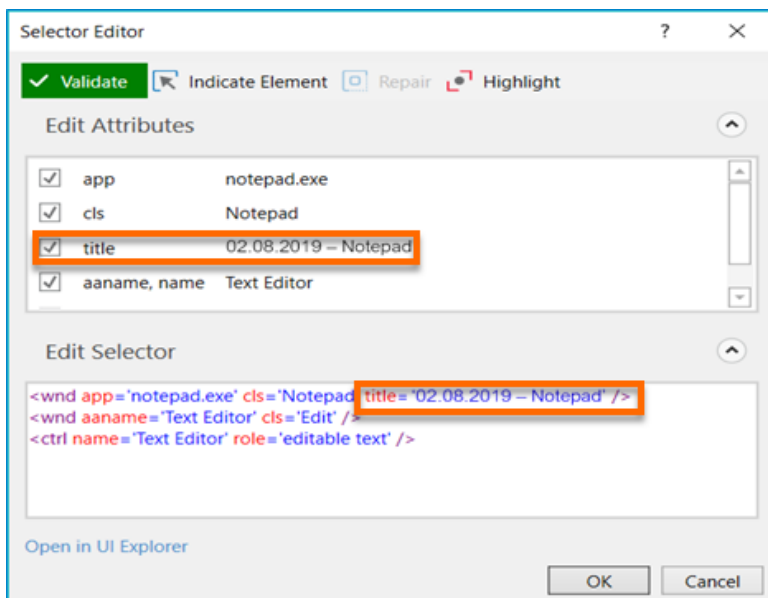 Selector Editor ? ×
Validate Indicate Element Repair Highlight
Edit Attributes
app notepad.exe
cls Notepad
title 02.08.2019 – Notepad
aaname, name Text Editor
Edit Selector
<wnd app='notepad.exe' cls='Notepad title='02.08.2019 – Notepad' />
<wnd aaname='Text Editor' cls='Edit' />
<ctrl name='Text Editor' role='editable text' />
Open in UI Explorer
OK Cancel